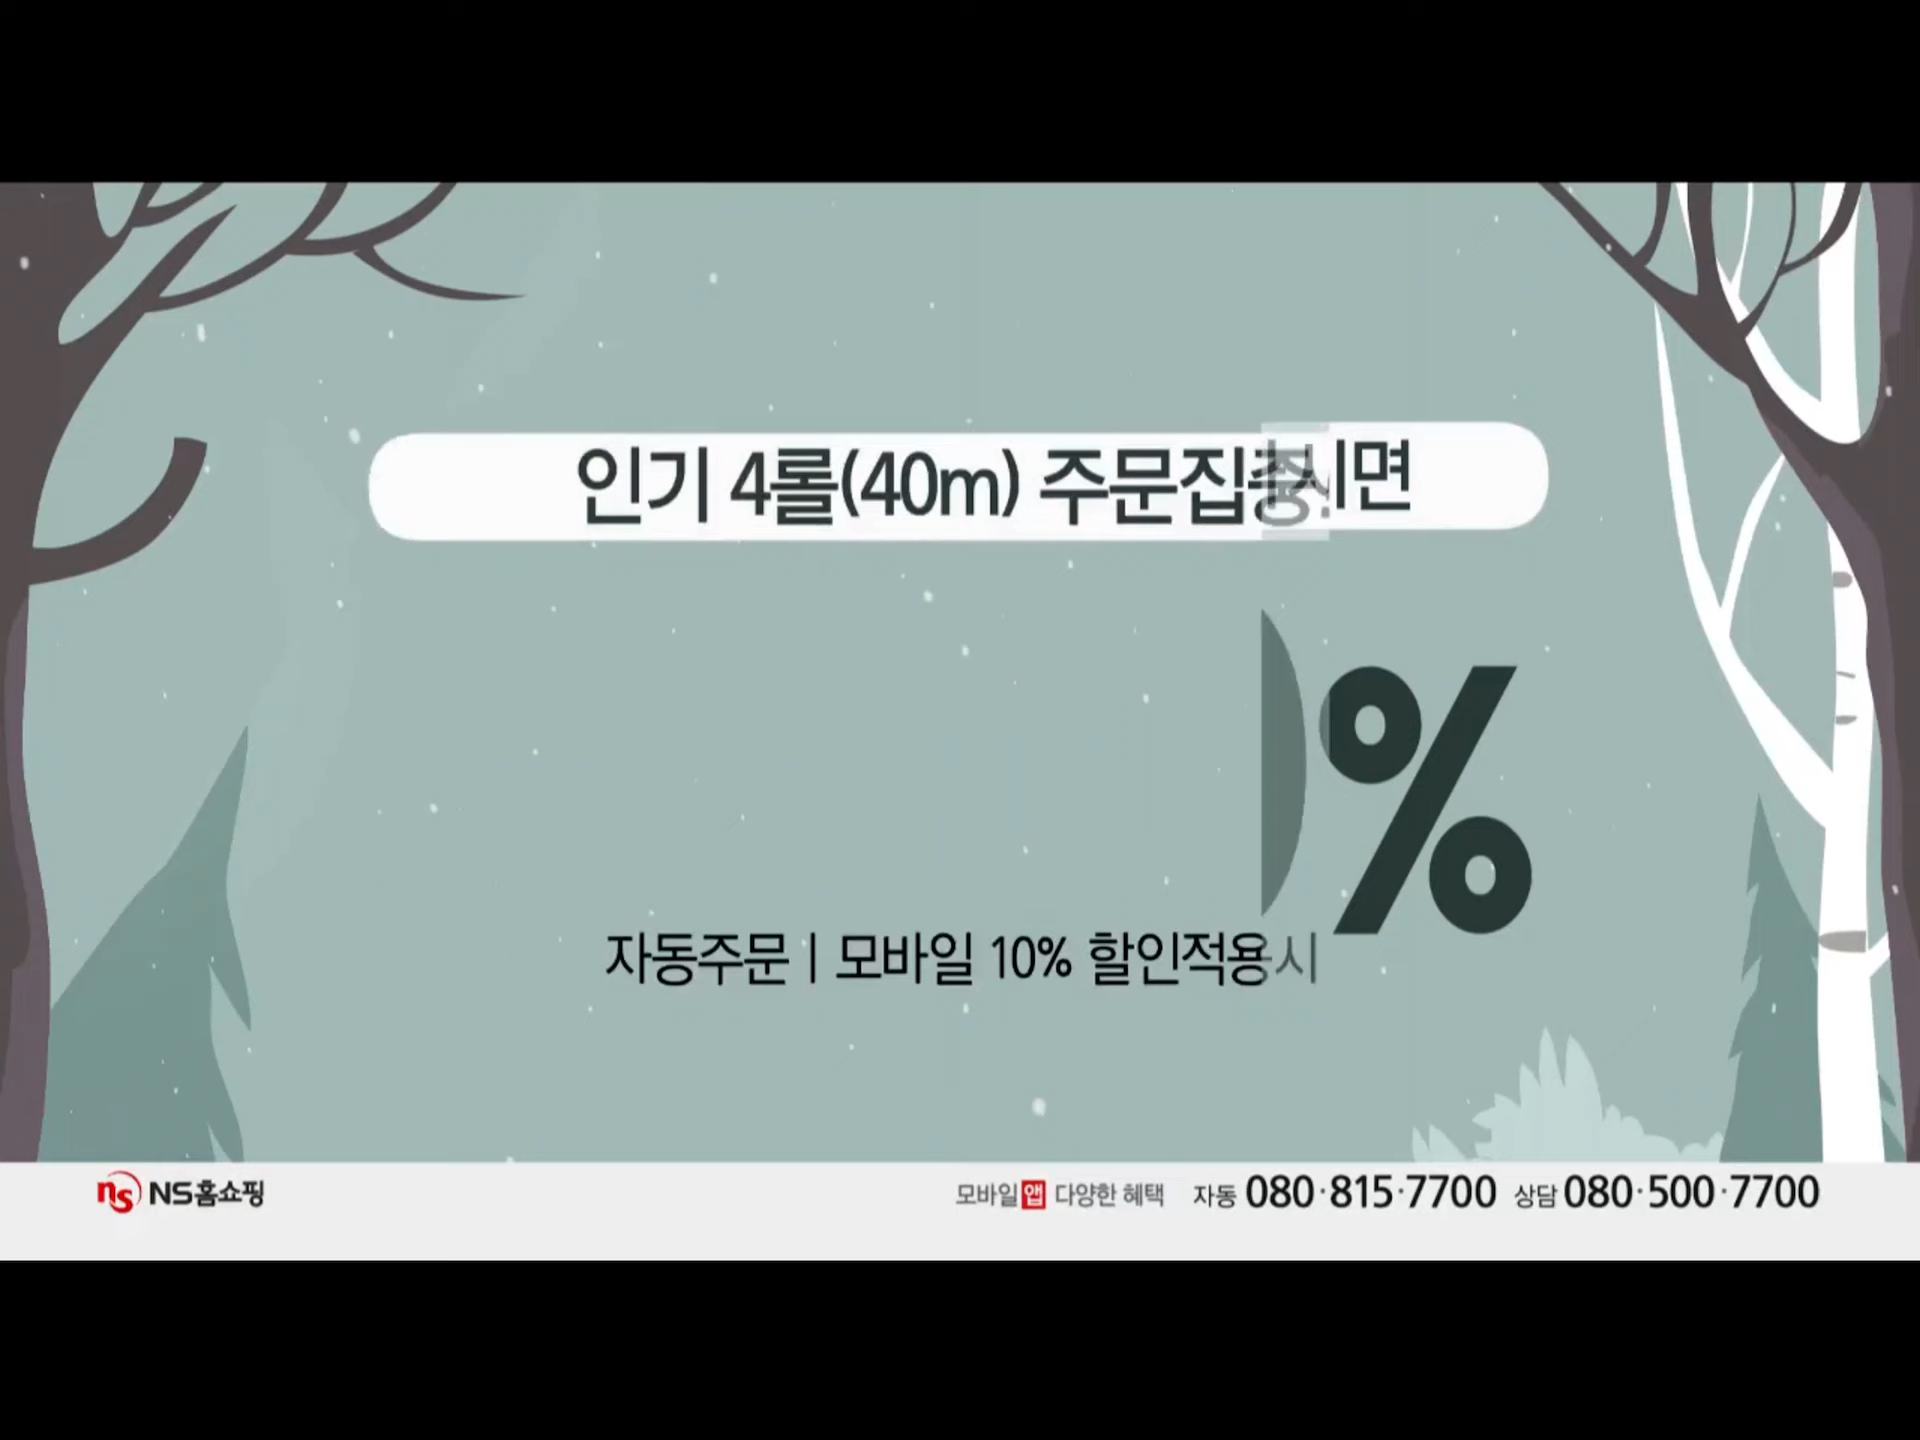 인기 4롤(40m) 주문집중
시면
%
자동주문 | 모바일 10% 할인적용시
ns NS홈쇼핑
모바일앱 다양한 혜택 자동 080·815·7700 상담 080·500·7700